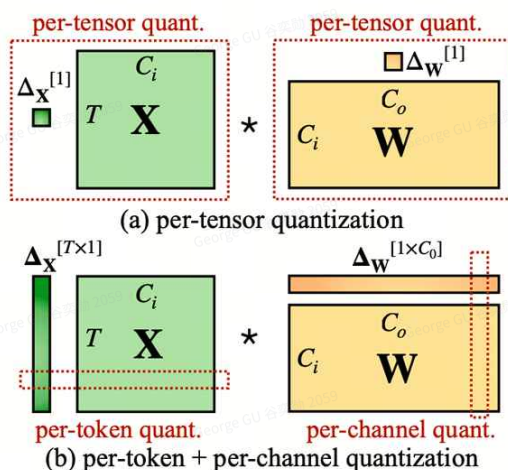 per-tensor quant. per-tensor quant.
Δ_X^[1] C_i T X * Δ_W^[1] C_o C_i W
(a) per-tensor quantization
Δ_X^[T×1] Δ_W^[1×C_0]
C_i T X * C_o C_i W
per-token quant. per-channel quant.
(b) per-token + per-channel quantization